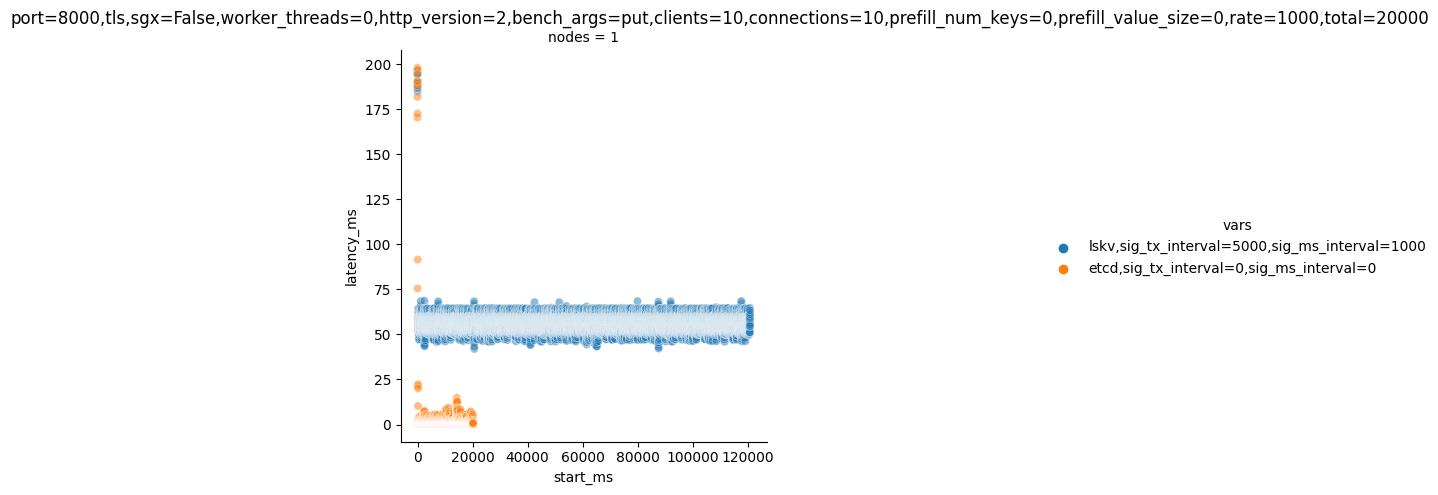 port=8000,tls,sgx=False,worker_threads=0,http_version=2,bench_args=put,clients=10,connections=10,prefill_num_keys=0,prefill_value_size=0,rate=1000,total=20000
nodes = 1
200
175
150
125
100
75
50
25
0
latency_ms
0 20000 40000 60000 80000 100000 120000
start_ms
vars
lskv,sig_tx_interval=5000,sig_ms_interval=1000
etcd,sig_tx_interval=0,sig_ms_interval=0